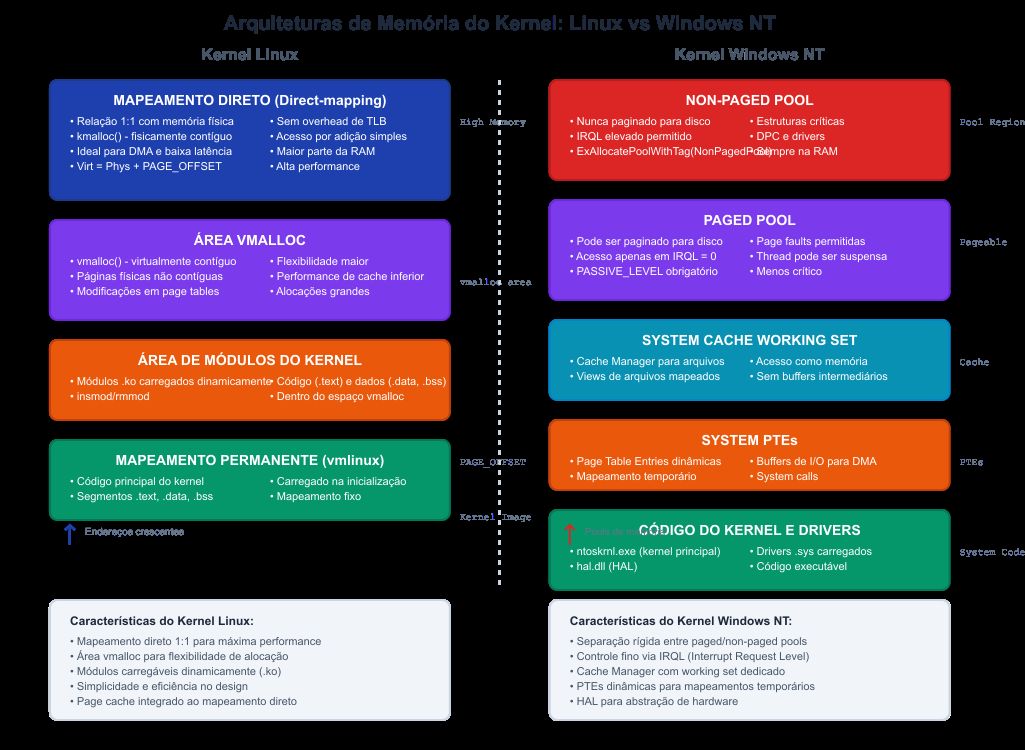 Arquiteturas de Memória do Kernel: Linux vs Windows NT
Kernel Linux
MAPEAMENTO DIRETO (Direct-mapping)
• Relação 1:1 com memória física
• kmalloc() - fisicamente contíguo
• Ideal para DMA e baixa latência
• Virt = Phys + PAGE_OFFSET
• Sem overhead de TLB
• Acesso por adição simples
• Maior parte da RAM
• Alta performance
High Memory
ÁREA VMALLOC
• vmalloc() - virtualmente contíguo
• Páginas físicas não contíguas
• Modificações em page tables
• Flexibilidade maior
• Performance de cache inferior
• Alocações grandes
vmalloc area
ÁREA DE MÓDULOS DO KERNEL
• Módulos .ko carregados dinamicamente
• insmod/rmmod
• Código (.text) e dados (.data, .bss)
• Dentro do espaço vmalloc
MAPEAMENTO PERMANENTE (vmlinux)
• Código principal do kernel
• Segmentos .text, .data, .bss
• Carregado na inicialização
• Mapeamento fixo
PAGE_OFFSET
Kernel Image
Endereços crescentes
Características do Kernel Linux:
• Mapeamento direto 1:1 para máxima performance
• Área vmalloc para flexibilidade de alocação
• Módulos carregáveis dinamicamente (.ko)
• Simplicidade e eficiência no design
• Page cache integrado ao mapeamento direto
Kernel Windows NT
NON-PAGED POOL
• Nunca paginado para disco
• IRQL elevado permitido
• ExAllocatePoolWithTag(NonPagedPool)
• Estruturas críticas
• DPC e drivers
• Sempre na RAM
Pool Region
PAGED POOL
• Pode ser paginado para disco
• Acesso apenas em IRQL = 0
• PASSIVE_LEVEL obrigatório
• Page faults permitidas
• Thread pode ser suspensa
• Menos crítico
Pageable
SYSTEM CACHE WORKING SET
• Cache Manager para arquivos
• Views de arquivos mapeados
• Acesso como memória
• Sem buffers intermediários
Cache
SYSTEM PTEs
• Page Table Entries dinâmicas
• Mapeamento temporário
• Buffers de I/O para DMA
• System calls
PTEs
CÓDIGO DO KERNEL E DRIVERS
• ntoskrnl.exe (kernel principal)
• hal.dll (HAL)
• Drivers .sys carregados
• Código executável
System Code
Características do Kernel Windows NT:
• Separação rígida entre paged/non-paged pools
• Controle fino via IRQL (Interrupt Request Level)
• Cache Manager com working set dedicado
• PTEs dinâmicas para mapeamentos temporários
• HAL para abstração de hardware